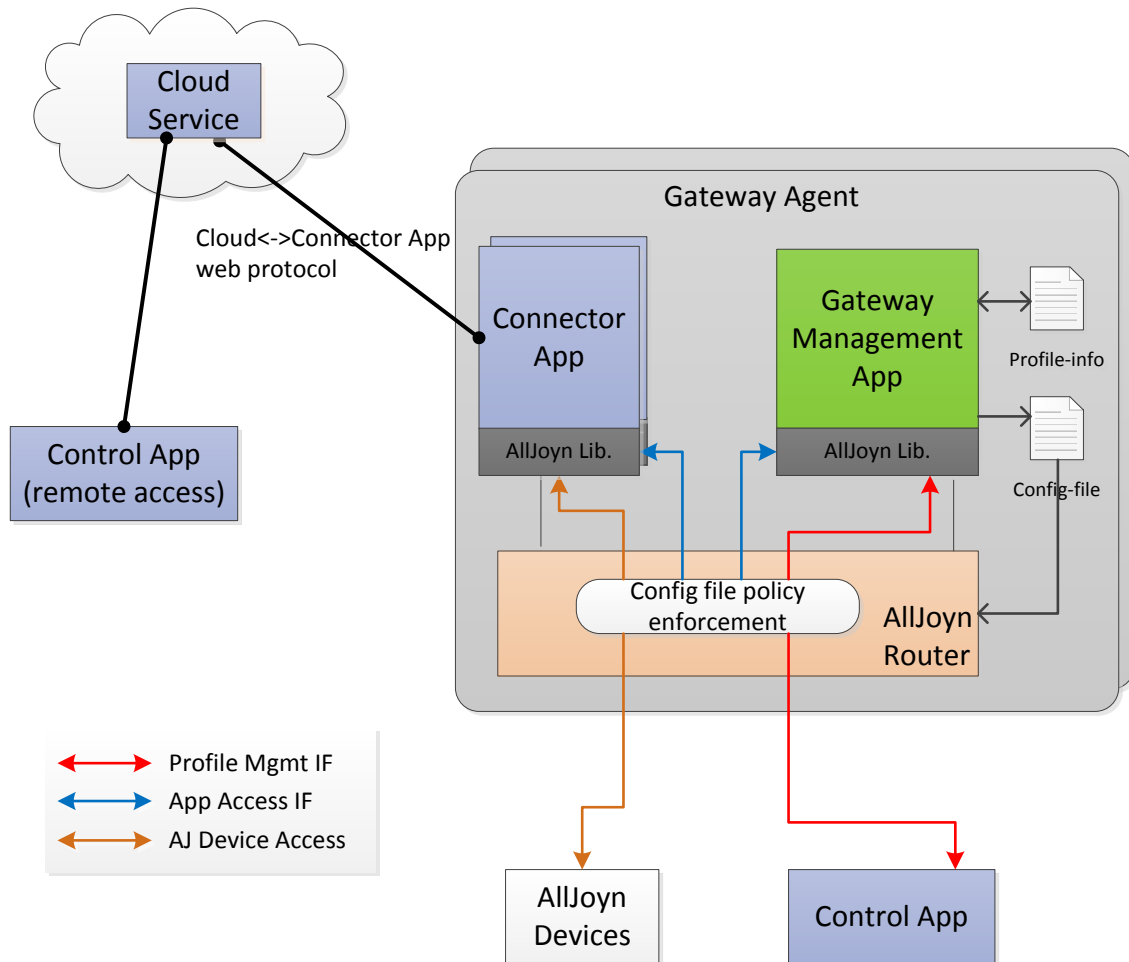 Cloud
Service
Gateway Agent
Cloud<->Connector App
web protocol
Connector
App
Gateway
Management
App
Profile-info
AllJoyn Lib.
AllJoyn Lib.
Config-file
Control App
(remote access)
Config file policy
enforcement
AllJoyn
Router
Profile Mgmt IF
App Access IF
AJ Device Access
AllJoyn
Devices
Control App